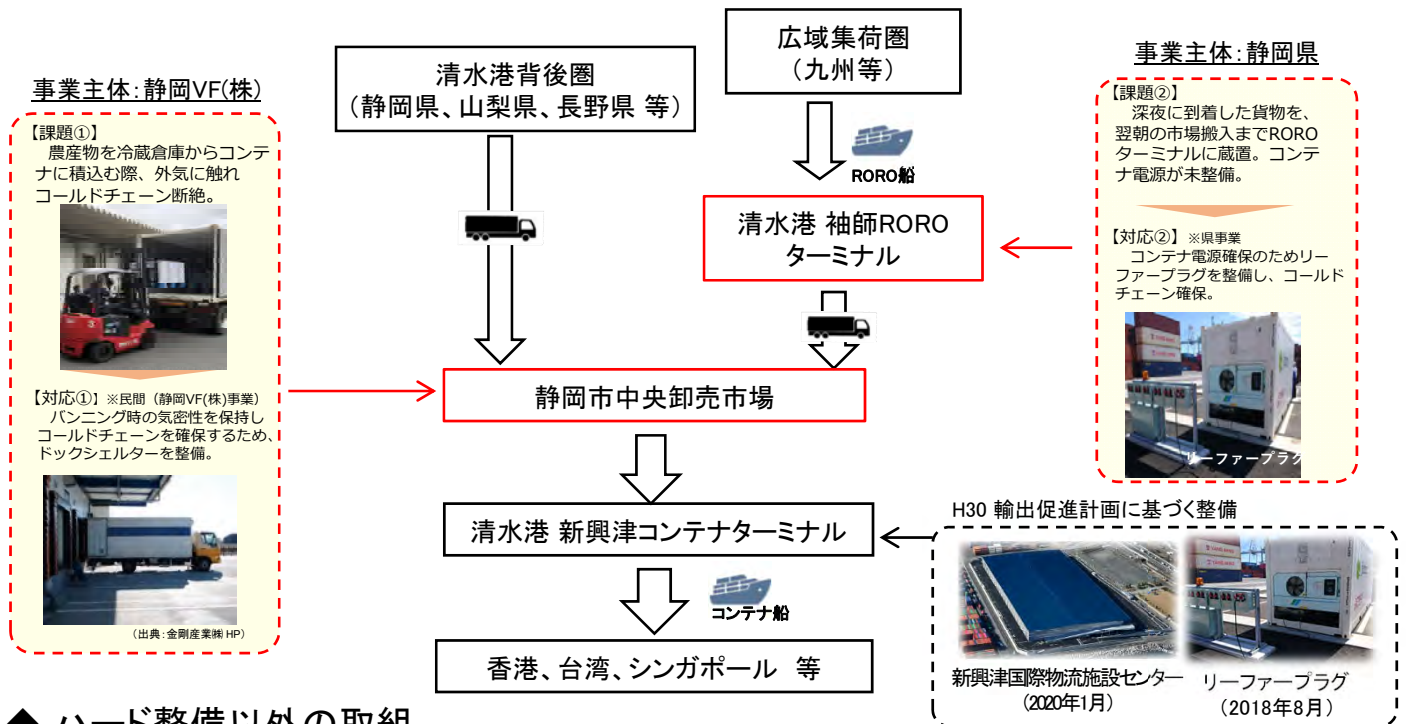 広域集荷圏
（九州等）
清水港背後圏
（静岡県、山梨県、長野県 等）
事業主体：静岡VF(株)
【課題①】
農産物を冷蔵倉庫からコンテ
ナに積込む際、外気に触れ
コールドチェーン断絶。
【対応①】※民間（静岡VF(株)事業）
バンニング時の気密性を保持し
コールドチェーンを確保するため、
ドックシェルターを整備。
（出典：金剛産業㈱HP）
事業主体：静岡県
【課題②】
深夜に到着した貨物を、
翌朝の市場搬入までRORO
ターミナルに蔵置。コンテ
ナ電源が未整備。
【対応②】※県事業
コンテナ電源確保のためリー
ファープラグを整備し、コールド
チェーン確保。
リーファープラグ
RORO船
清水港 袖師RORO
ターミナル
静岡市中央卸売市場
清水港 新興津コンテナターミナル
コンテナ船
香港、台湾、シンガポール 等
H30 輸出促進計画に基づく整備
新興津国際物流施設センター
（2020年1月）
リーファープラグ
（2018年8月）
◆ ハード整備以外の取組